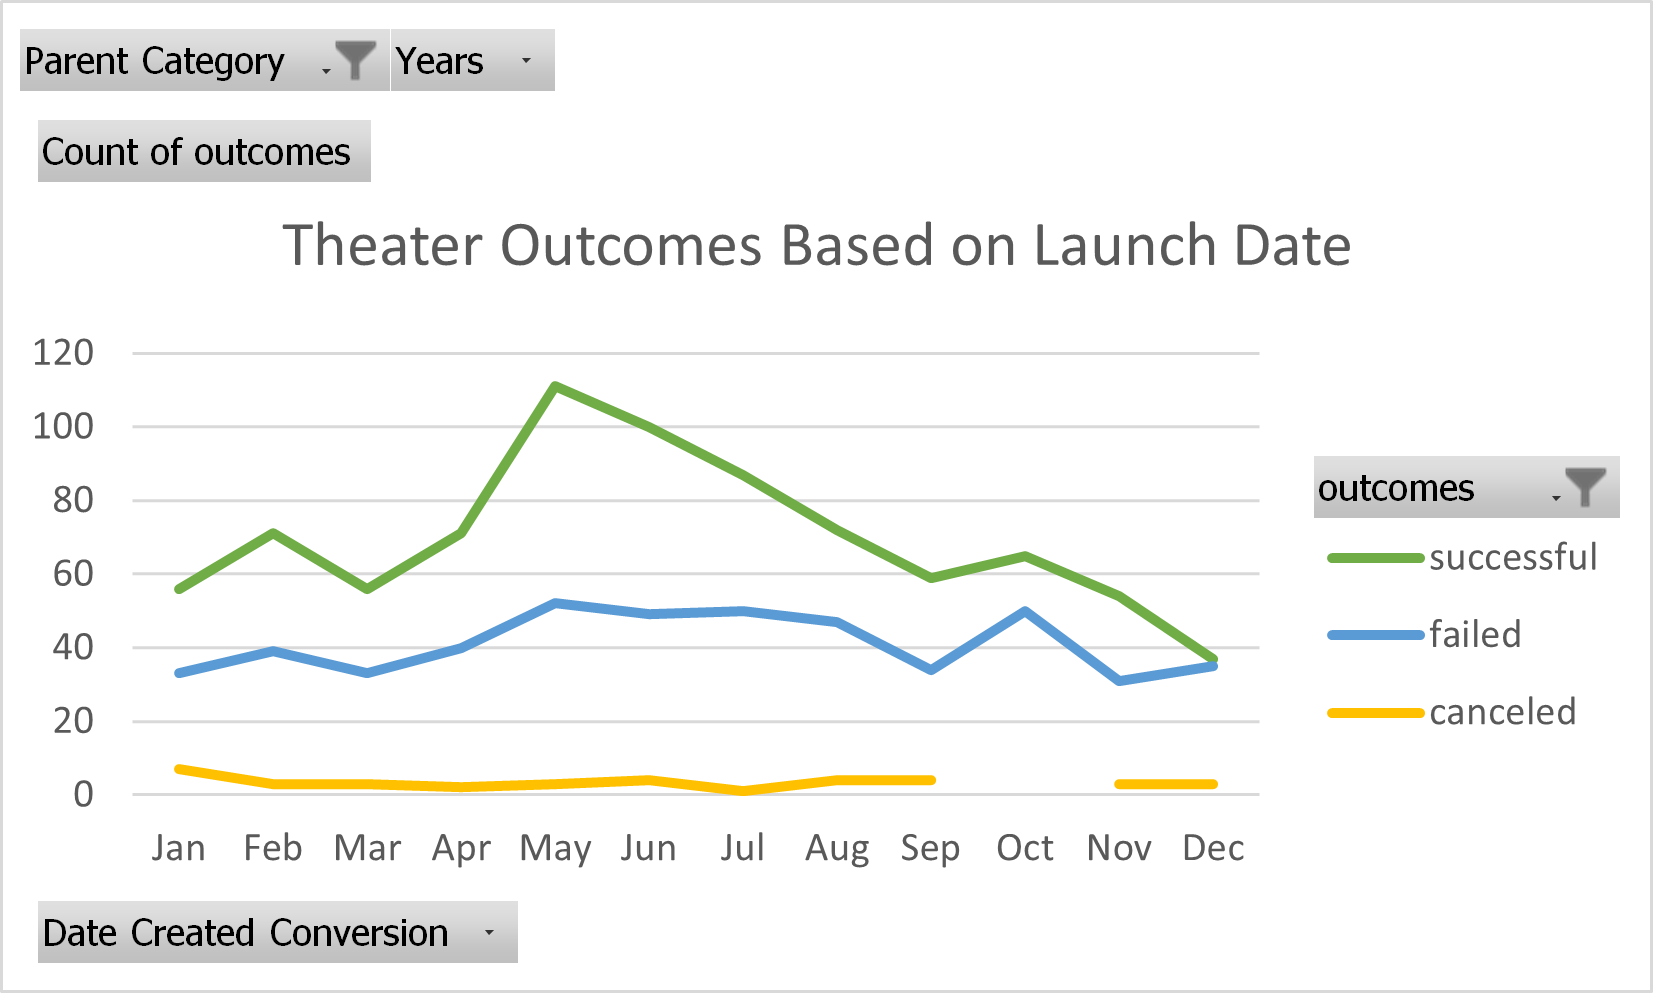 Parent Category Years
Count of outcomes
Theater Outcomes Based on Launch Date
120
100
80
60
40
20
0
Jan Feb Mar Apr May Jun Jul Aug Sep Oct Nov Dec
outcomes
successful
failed
canceled
Date Created Conversion